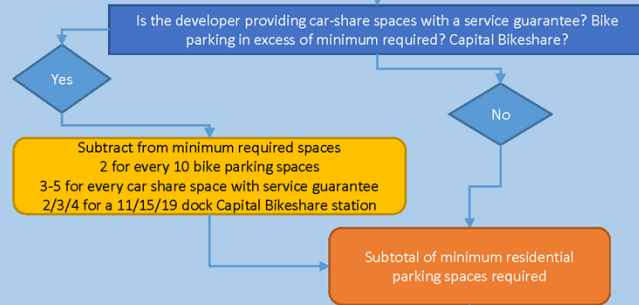 Is the developer providing car-share spaces with a service guarantee? Bike
parking in excess of minimum required? Capital Bikeshare?
Yes
No
Subtract from minimum required spaces
2 for every 10 bike parking spaces
3-5 for every car share space with service guarantee
2/3/4 for a 11/15/19 dock Capital Bikeshare station
Subtotal of minimum residential
parking spaces required